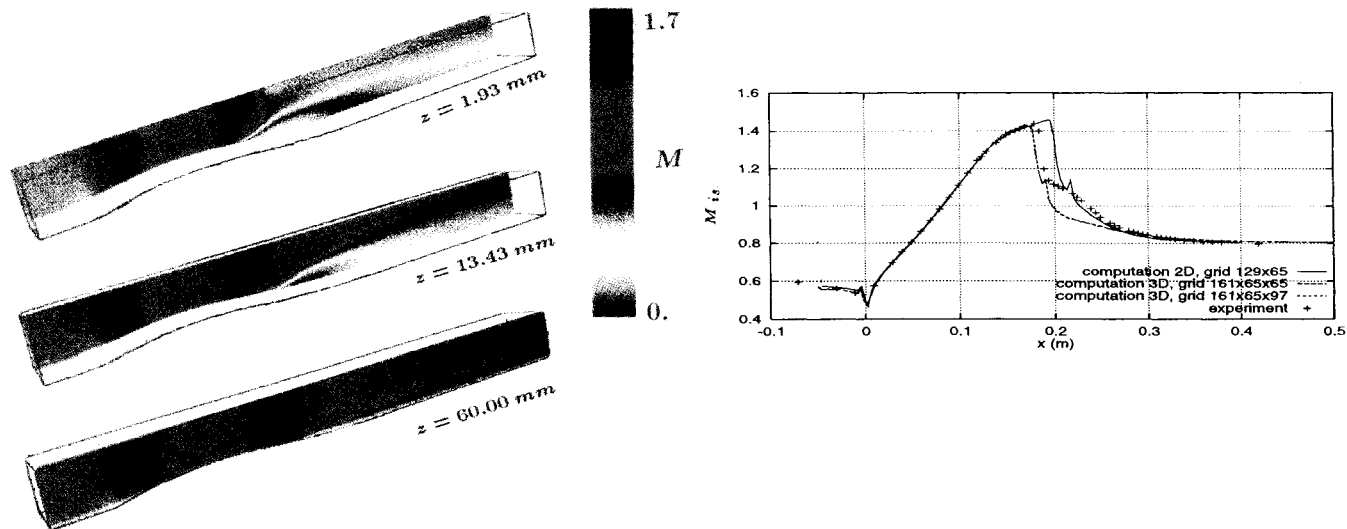 z = 1.93 mm
z = 13.43 mm
z = 60.00 mm
1.7
M
0.
M i s
1.6
1.4
1.2
1
0.8
0.6
0.4
-0.1
0
0.1
0.2
0.3
0.4
0.5
x (m)
computation 2D, grid 129x65
computation 3D, grid 161x65x65
computation 3D, grid 161x65x97
experiment